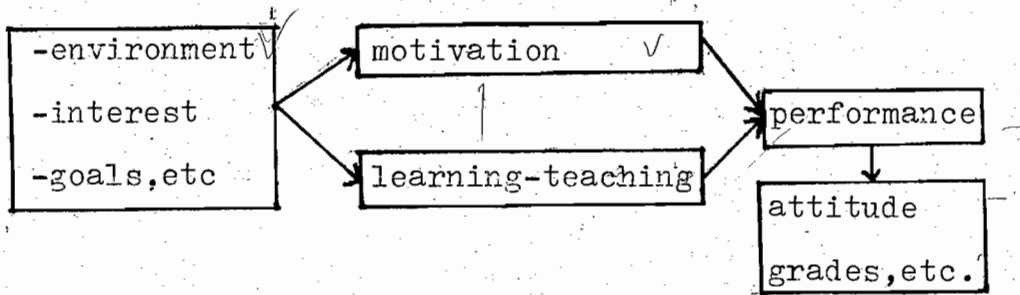 -environment
-interest
-goals,etc
motivation
learning-teaching
performance
attitude
grades,etc.